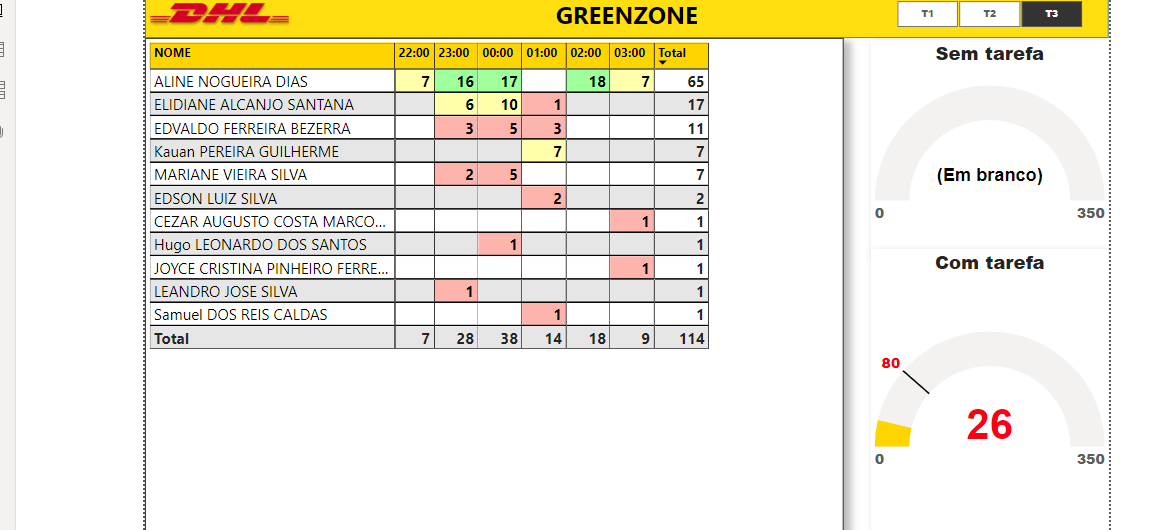 DHL
GREENZONE
T1 T2 T3
NOME 22:00 23:00 00:00 01:00 02:00 03:00 Total
ALINE NOGUEIRA DIAS 7 16 17 18 7 65
ELIDIANE ALCANJO SANTANA 6 10 1 17
EDVALDO FERREIRA BEZERRA 3 5 3 11
Kauan PEREIRA GUILHERME 7 7
MARIANE VIEIRA SILVA 2 5 7
EDSON LUIZ SILVA 2 2
CEZAR AUGUSTO COSTA MARCO... 1 1
Hugo LEONARDO DOS SANTOS 1 1
JOYCE CRISTINA PINHEIRO FERRE... 1 1
LEANDRO JOSE SILVA 1 1
Samuel DOS REIS CALDAS 1 1
Total 7 28 38 14 18 9 114
Sem tarefa
(Em branco)
0 350
Com tarefa
80
26
0 350